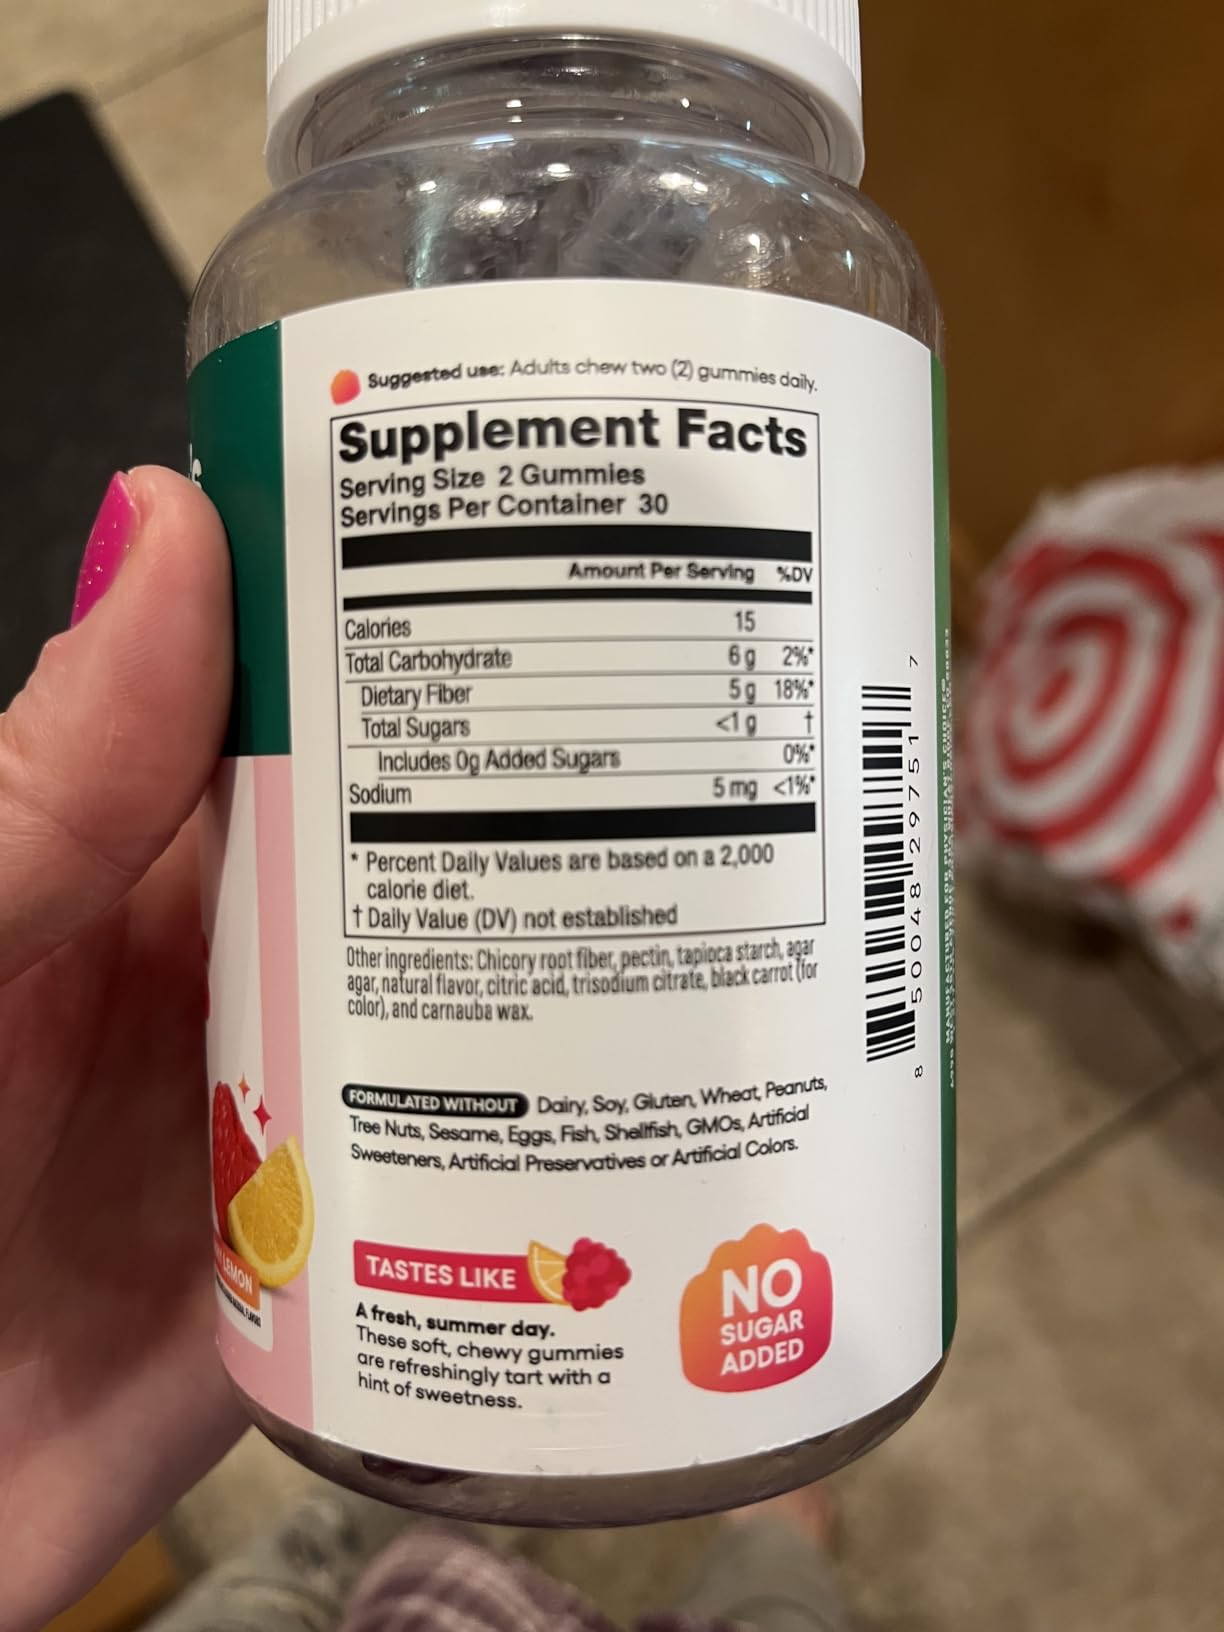 Suggested use: Adults chew two (2) gummies daily.
Supplement Facts
Serving Size 2 Gummies
Servings Per Container 30
Amount Per Serving %DV
Calories 15
Total Carbohydrate 6 g 2%*
Dietary Fiber 5 g 18%*
Total Sugars <1 g †
Includes 0g Added Sugars 0%*
Sodium 5 mg <1%*
* Percent Daily Values are based on a 2,000
calorie diet.
† Daily Value (DV) not established
Other ingredients: Chicory root fiber, pectin, tapioca starch, agar
agar, natural flavor, citric acid, trisodium citrate, black carrot (for
color), and carnauba wax.
FORMULATED WITHOUT Dairy, Soy, Gluten, Wheat, Peanuts,
Tree Nuts, Sesame, Eggs, Fish, Shellfish, GMOs, Artificial
Sweeteners, Artificial Preservatives or Artificial Colors.
TASTES LIKE
A fresh, summer day.
These soft, chewy gummies
are refreshingly tart with a
hint of sweetness.
NO
SUGAR
ADDED
8 50048 29751 7
MANUFACTURED FOR PHYSICIAN'S CHOICE®
LEMON